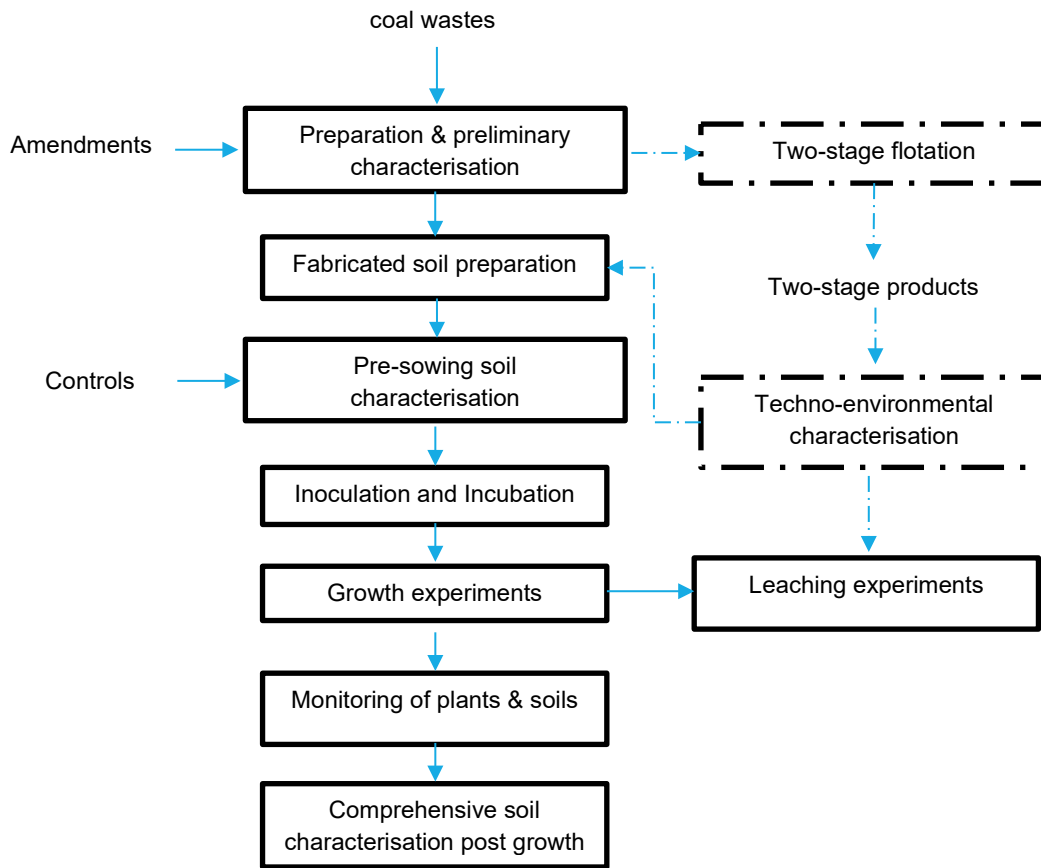 coal wastes
Amendments
Preparation & preliminary
characterisation
Two-stage flotation
Fabricated soil preparation
Two-stage products
Controls
Pre-sowing soil
characterisation
Techno-environmental
characterisation
Inoculation and Incubation
Growth experiments
Leaching experiments
Monitoring of plants & soils
Comprehensive soil
characterisation post growth